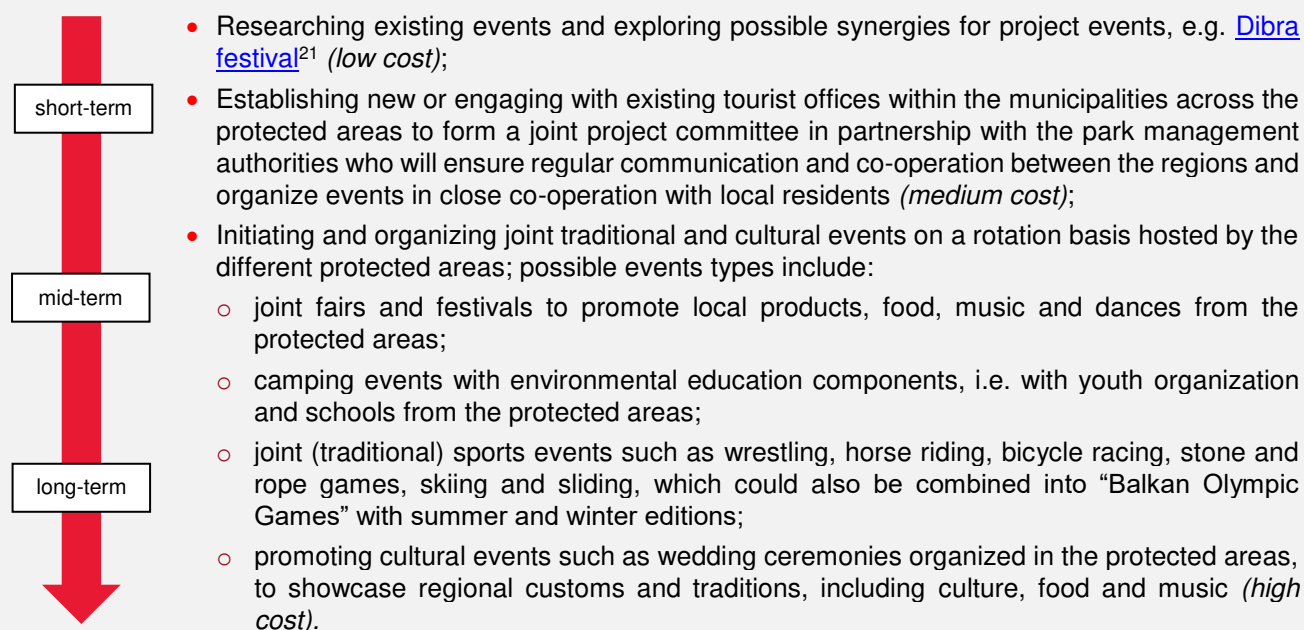 • Researching existing events and exploring possible synergies for project events, e.g. Dibra
festival21 (low cost);
short-term
• Establishing new or engaging with existing tourist offices within the municipalities across the
protected areas to form a joint project committee in partnership with the park management
authorities who will ensure regular communication and co-operation between the regions and
organize events in close co-operation with local residents (medium cost);
• Initiating and organizing joint traditional and cultural events on a rotation basis hosted by the
different protected areas; possible events types include:
mid-term
○ joint fairs and festivals to promote local products, food, music and dances from the
protected areas;
○ camping events with environmental education components, i.e. with youth organization
and schools from the protected areas;
long-term
○ joint (traditional) sports events such as wrestling, horse riding, bicycle racing, stone and
rope games, skiing and sliding, which could also be combined into “Balkan Olympic
Games” with summer and winter editions;
○ promoting cultural events such as wedding ceremonies organized in the protected areas,
to showcase regional customs and traditions, including culture, food and music (high
cost).